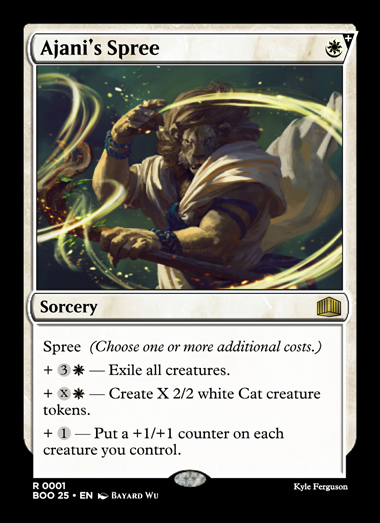 Ajani's Spree
Sorcery
Spree (Choose one or more additional costs.)
+ 3 — Exile all creatures.
+ X — Create X 2/2 white Cat creature
tokens.
+ 1 — Put a +1/+1 counter on each
creature you control.
R 0001
BOO 25 • EN Bayard Wu
Kyle Ferguson